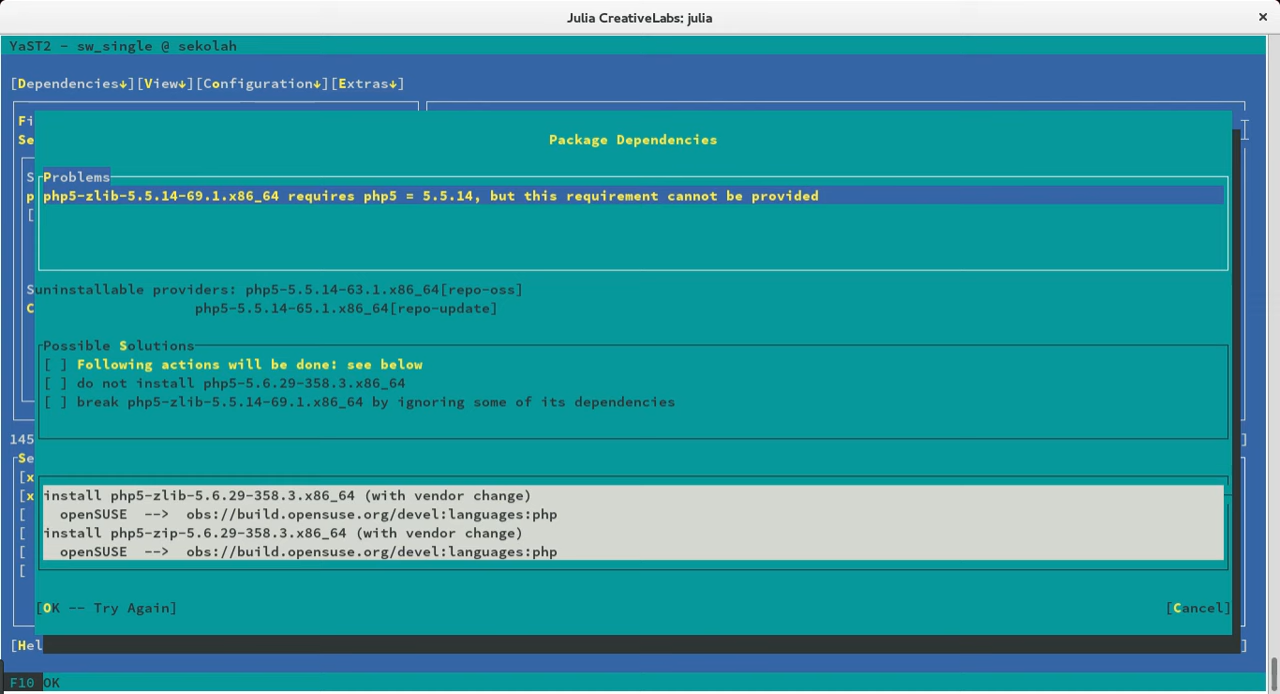 Julia CreativeLabs: julia
×
YaST2 - sw_single @ sekolah
[Dependencies↓][View↓][Configuration↓][Extras↓]
Fi
Se
Package Dependencies
S
Problems
p
php5-zlib-5.5.14-69.1.x86_64 requires php5 = 5.5.14, but this requirement cannot be provided
[
S
uninstallable providers: php5-5.5.14-63.1.x86_64[repo-oss]
C
php5-5.5.14-65.1.x86_64[repo-update]
Possible Solutions
[ ] Following actions will be done: see below
[ ] do not install php5-5.6.29-358.3.x86_64
[ ] break php5-zlib-5.5.14-69.1.x86_64 by ignoring some of its dependencies
145
]
Se
[x
[x
install php5-zlib-5.6.29-358.3.x86_64 (with vendor change)
[
openSUSE --> obs://build.opensuse.org/devel:languages:php
[
install php5-zip-5.6.29-358.3.x86_64 (with vendor change)
[
openSUSE --> obs://build.opensuse.org/devel:languages:php
[
[OK -- Try Again]
[Cancel]
[Hel
]
F10 OK